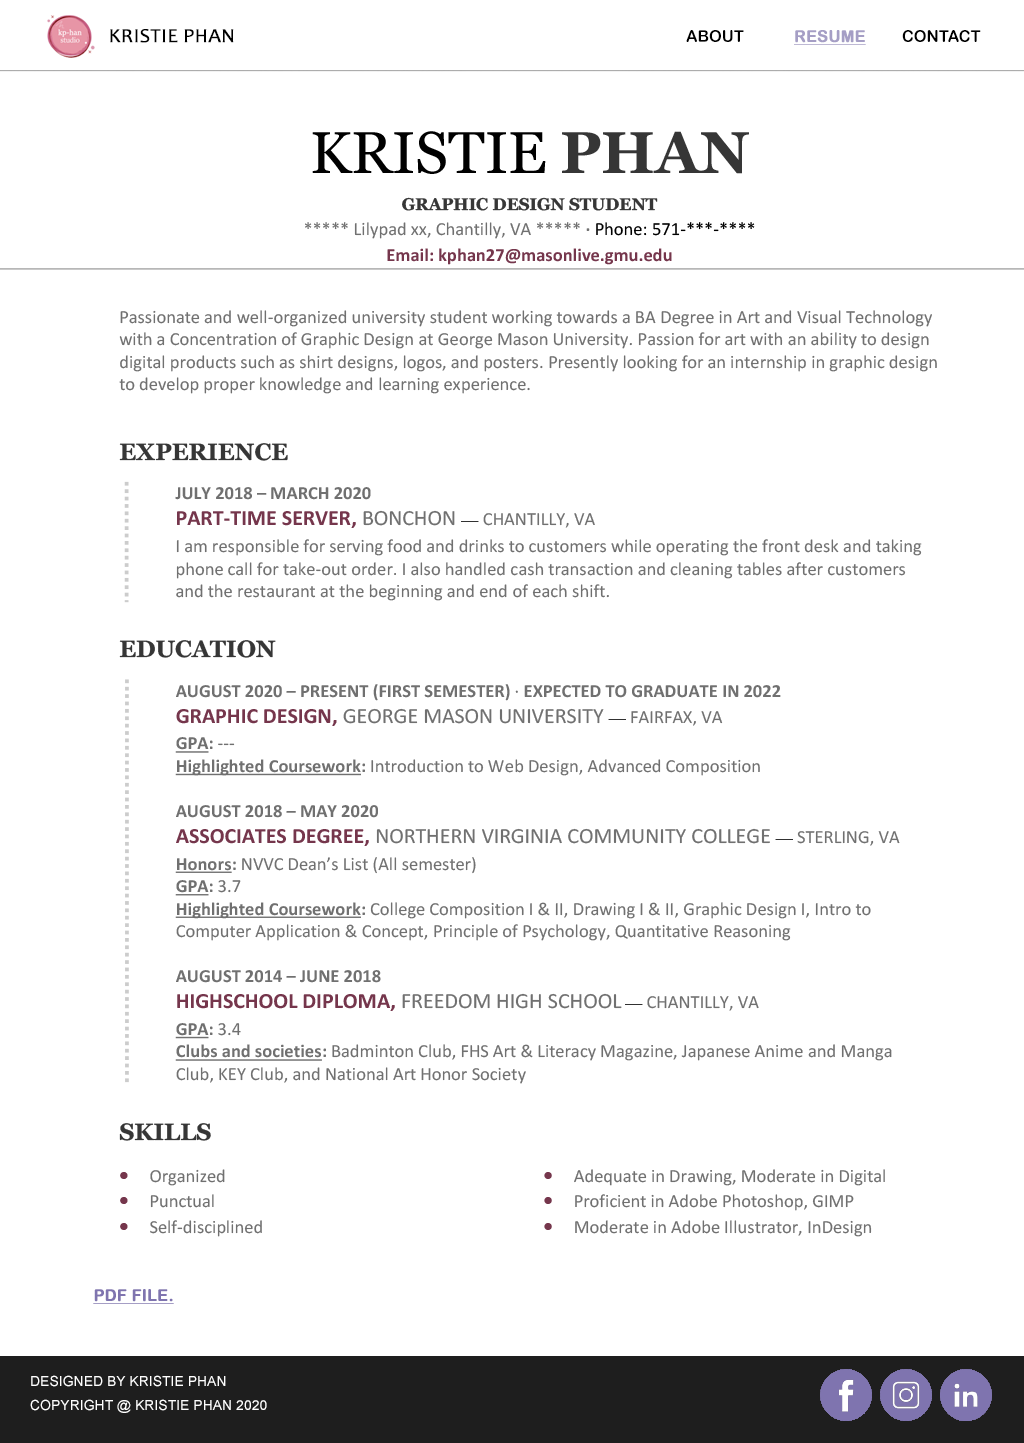 kp-han
studio
KRISTIE PHAN
ABOUT
RESUME
CONTACT
KRISTIE PHAN
GRAPHIC DESIGN STUDENT
***** Lilypad xx, Chantilly, VA ***** · Phone: 571-***-****
Email: kphan27@masonlive.gmu.edu
Passionate and well-organized university student working towards a BA Degree in Art and Visual Technology
with a Concentration of Graphic Design at George Mason University. Passion for art with an ability to design
digital products such as shirt designs, logos, and posters. Presently looking for an internship in graphic design
to develop proper knowledge and learning experience.
EXPERIENCE
JULY 2018 – MARCH 2020
PART-TIME SERVER, BONCHON — CHANTILLY, VA
I am responsible for serving food and drinks to customers while operating the front desk and taking
phone call for take-out order. I also handled cash transaction and cleaning tables after customers
and the restaurant at the beginning and end of each shift.
EDUCATION
AUGUST 2020 – PRESENT (FIRST SEMESTER) · EXPECTED TO GRADUATE IN 2022
GRAPHIC DESIGN, GEORGE MASON UNIVERSITY — FAIRFAX, VA
GPA: ---
Highlighted Coursework: Introduction to Web Design, Advanced Composition
AUGUST 2018 – MAY 2020
ASSOCIATES DEGREE, NORTHERN VIRGINIA COMMUNITY COLLEGE — STERLING, VA
Honors: NVVC Dean’s List (All semester)
GPA: 3.7
Highlighted Coursework: College Composition I & II, Drawing I & II, Graphic Design I, Intro to
Computer Application & Concept, Principle of Psychology, Quantitative Reasoning
AUGUST 2014 – JUNE 2018
HIGHSCHOOL DIPLOMA, FREEDOM HIGH SCHOOL — CHANTILLY, VA
GPA: 3.4
Clubs and societies: Badminton Club, FHS Art & Literacy Magazine, Japanese Anime and Manga
Club, KEY Club, and National Art Honor Society
SKILLS
• Organized
• Punctual
• Self-disciplined
• Adequate in Drawing, Moderate in Digital
• Proficient in Adobe Photoshop, GIMP
• Moderate in Adobe Illustrator, InDesign
PDF FILE.
DESIGNED BY KRISTIE PHAN
COPYRIGHT @ KRISTIE PHAN 2020
f
in